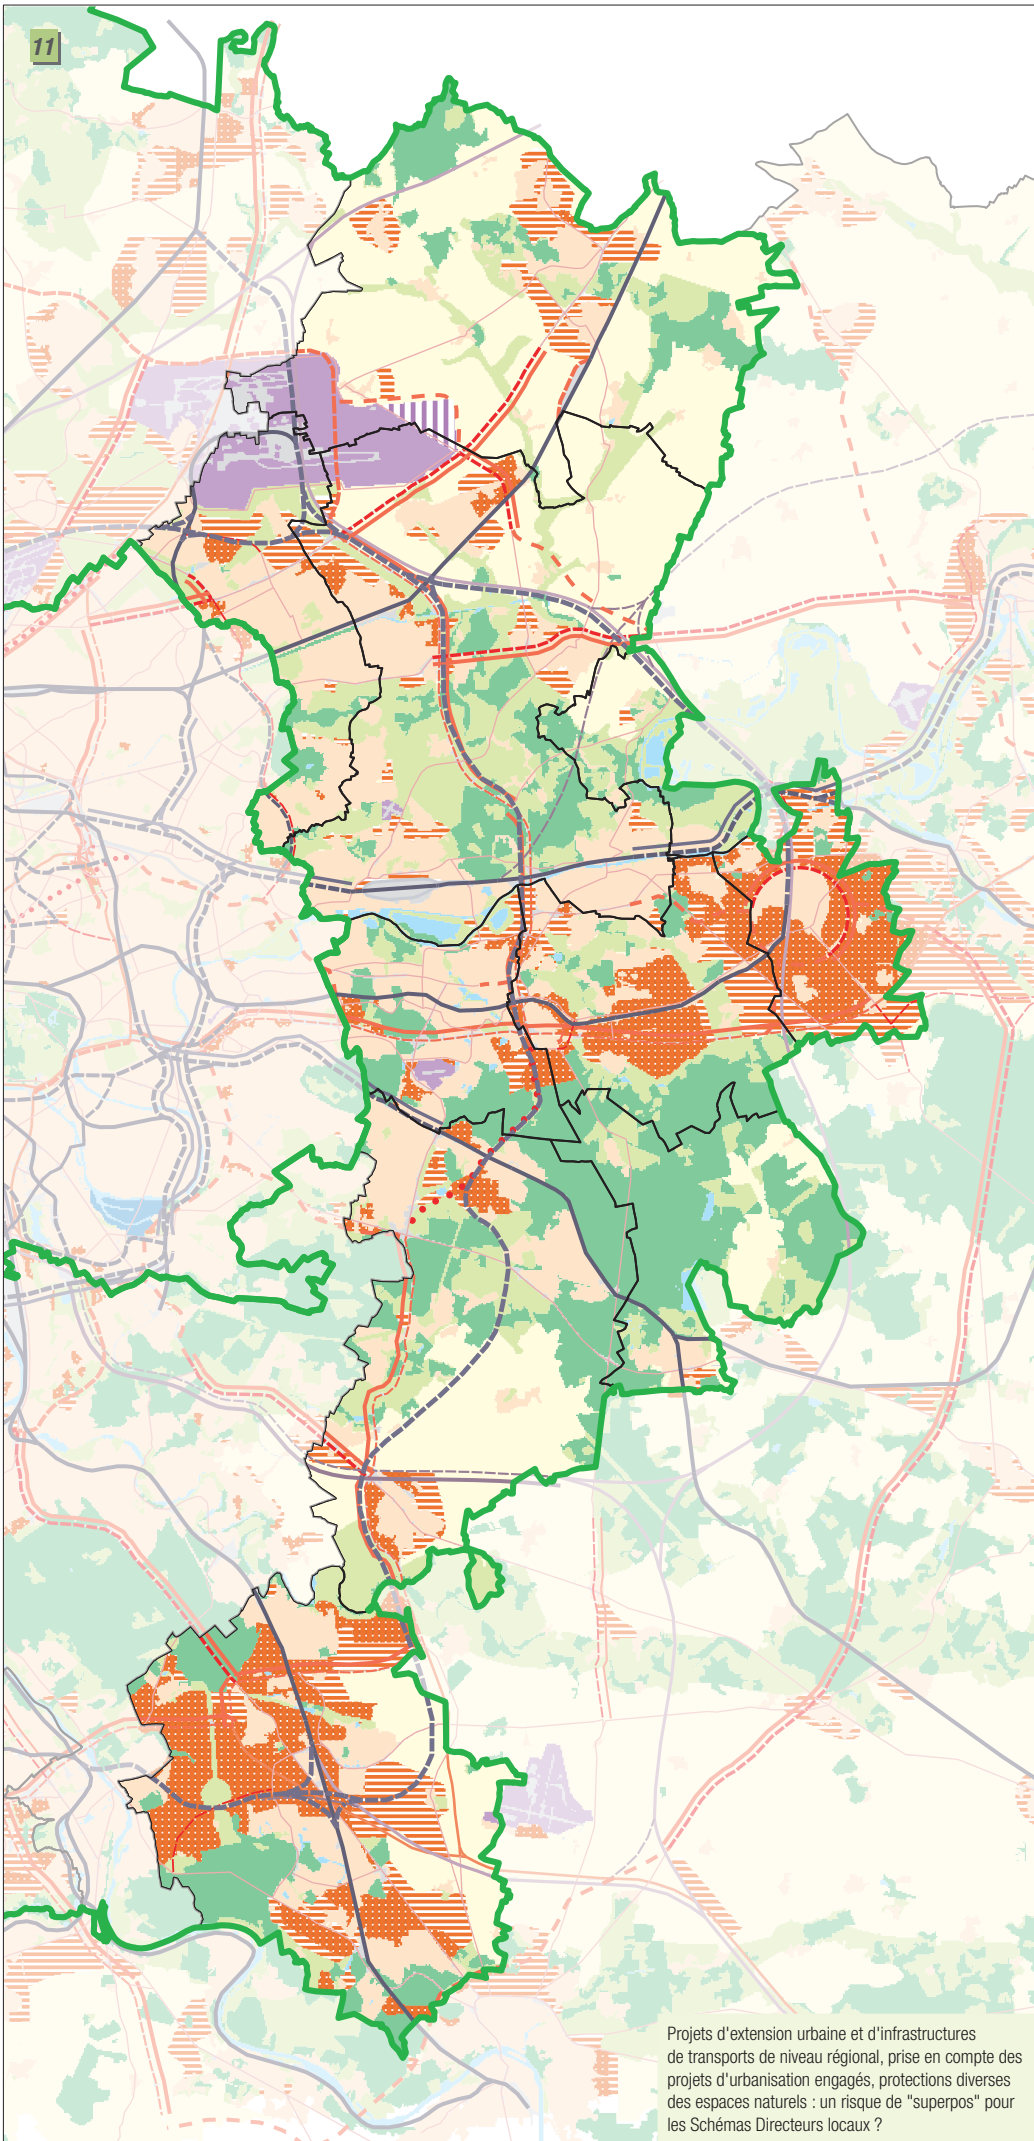 11
Projets d'extension urbaine et d'infrastructures
de transports de niveau régional, prise en compte des
projets d'urbanisation engagés, protections diverses
des espaces naturels : un risque de "superpos" pour
les Schémas Directeurs locaux ?